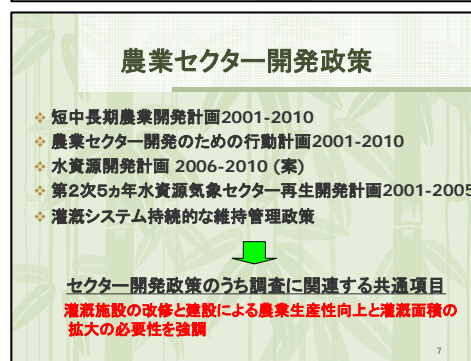 農業セクター開発政策
短中長期農業開発計画2001-2010
農業セクター開発のための行動計画2001-2010
水資源開発計画 2006-2010 (案)
第2次5ヵ年水資源気象セクター再生開発計画2001-2005
灌漑システム持続的な維持管理政策
セクター開発政策のうち調査に関連する共通項目
灌漑施設の改修と建設による農業生産性向上と灌漑面積の
拡大の必要性を強調
7